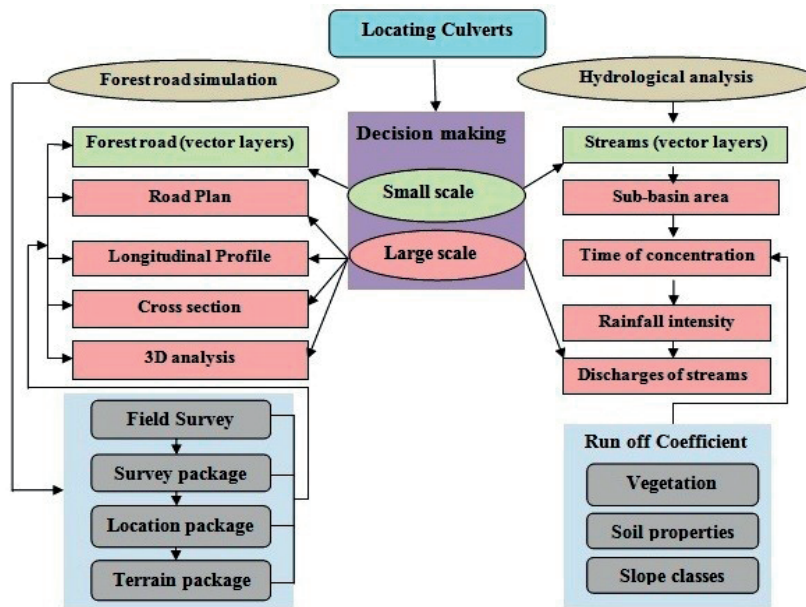 Locating Culverts
Forest road simulation
Hydrological analysis
Decision making
Forest road (vector layers)
Streams (vector layers)
Small scale
Road Plan
Sub-basin area
Large scale
Longitudinal Profile
Time of concentration
Cross section
Rainfall intensity
3D analysis
Discharges of streams
Field Survey
Survey package
Location package
Terrain package
Run off Coefficient
Vegetation
Soil properties
Slope classes